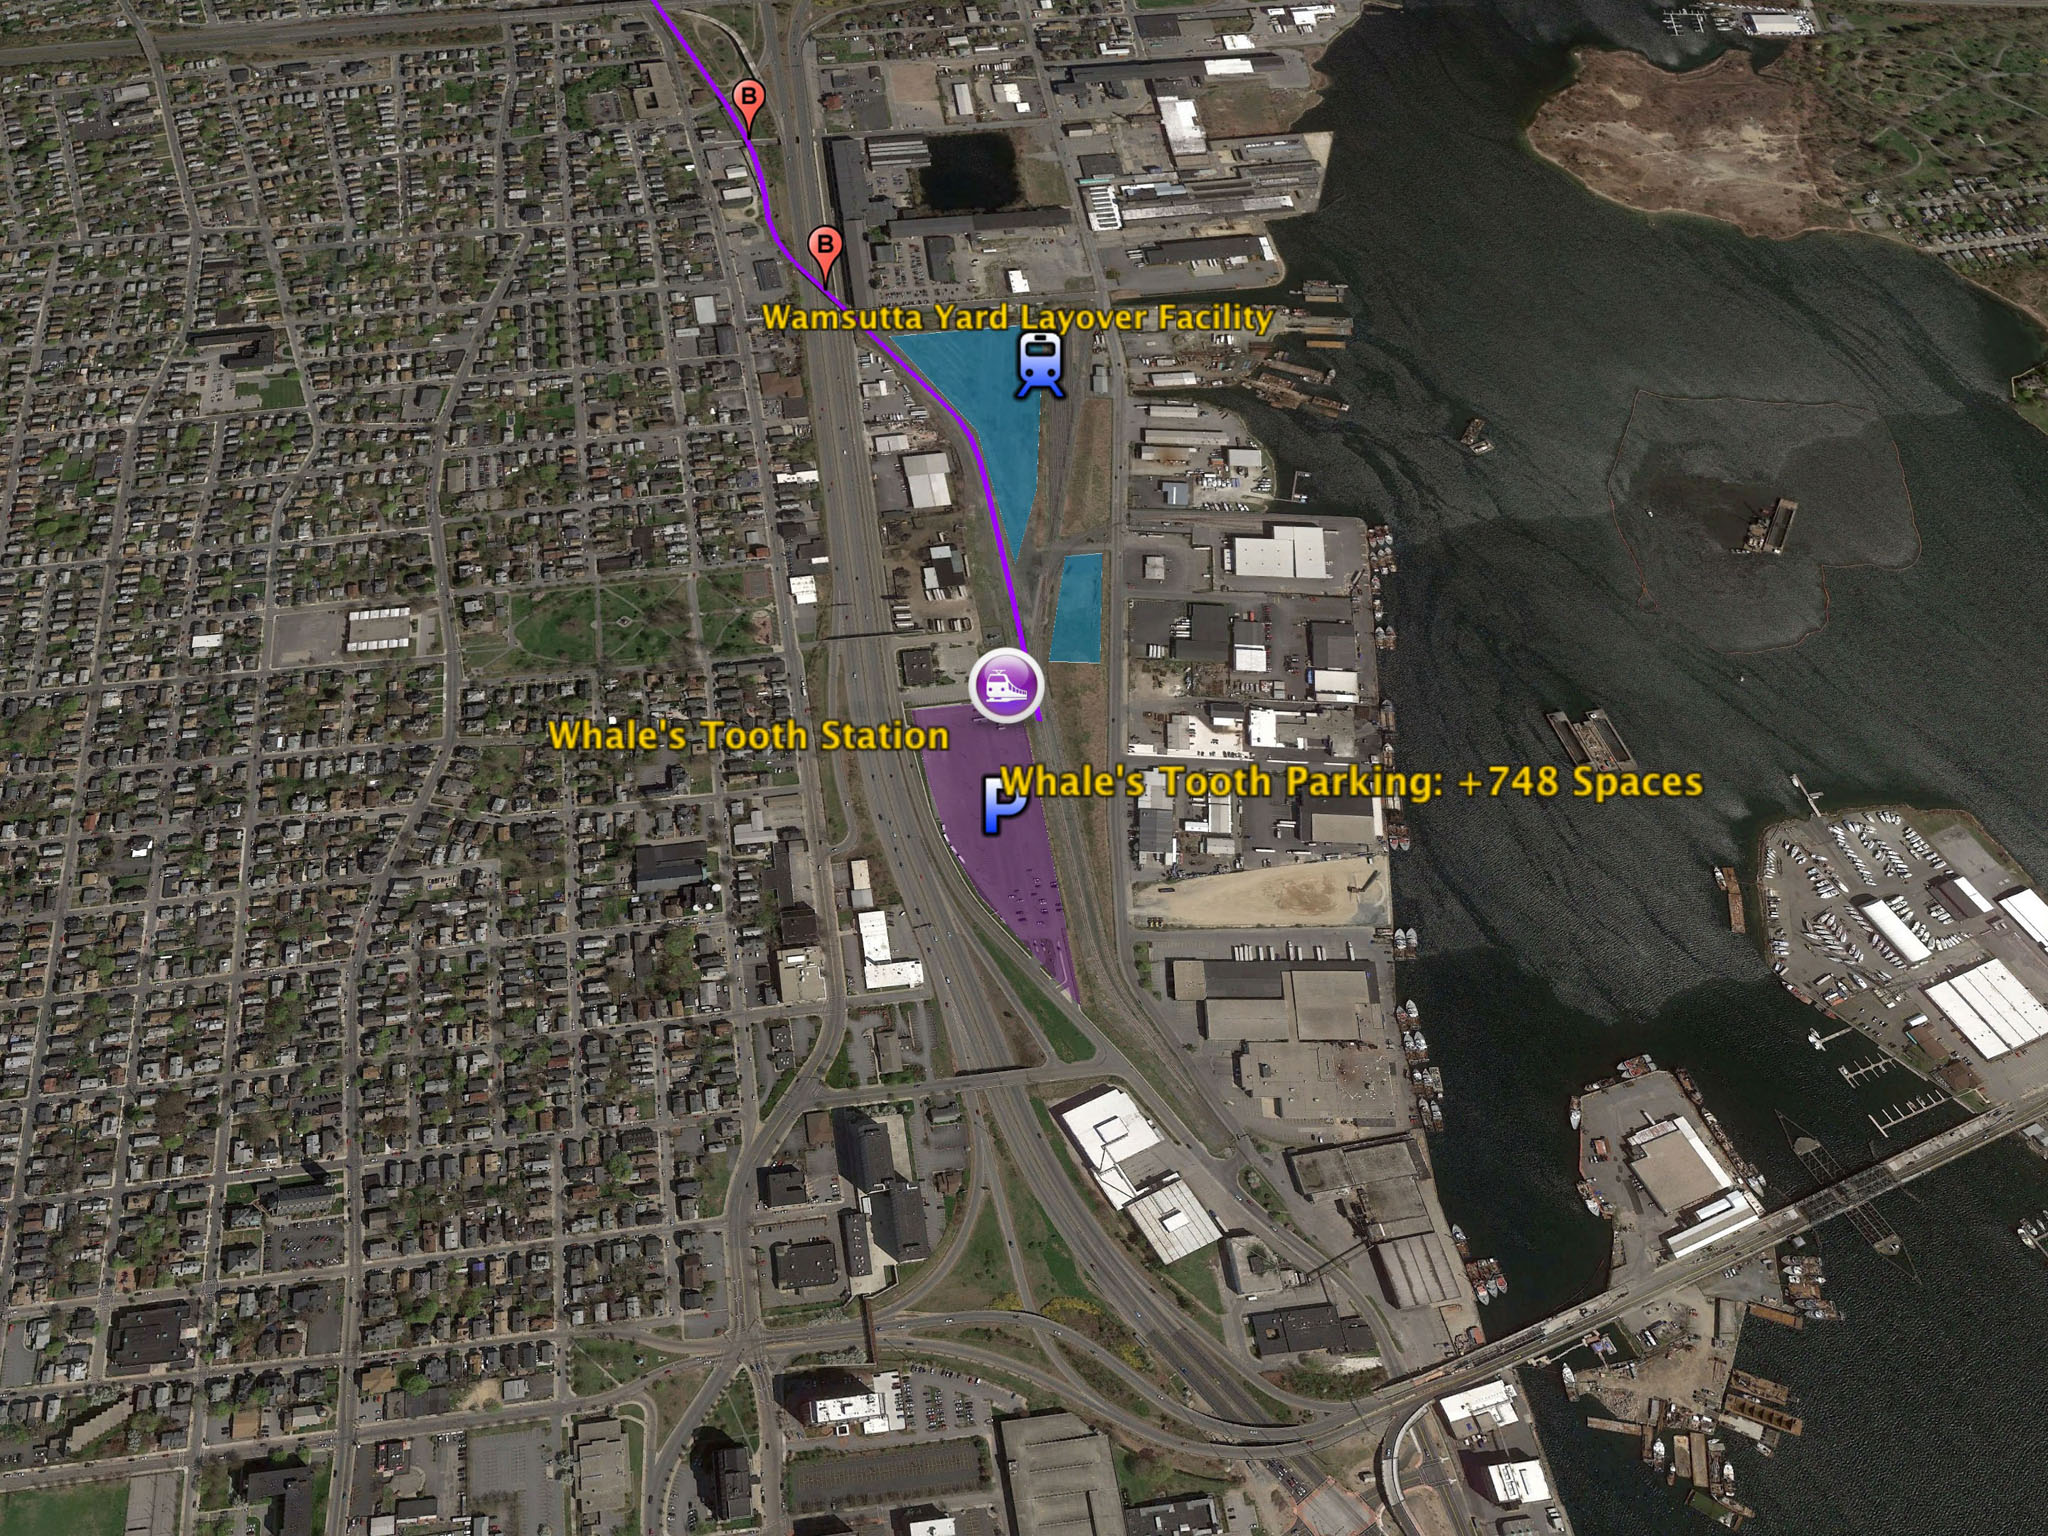 B
B
Wamsutta Yard Layover Facility
Whale's Tooth Station
Whale's Tooth Parking: +748 Spaces
P